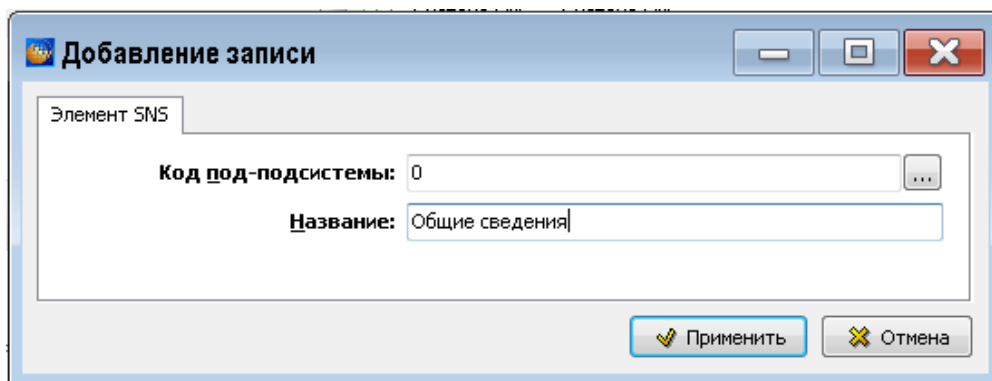 Добавление записи
Элемент SNS
Код под-подсистемы: 0 ...
Название: Общие сведения
Применить Отмена